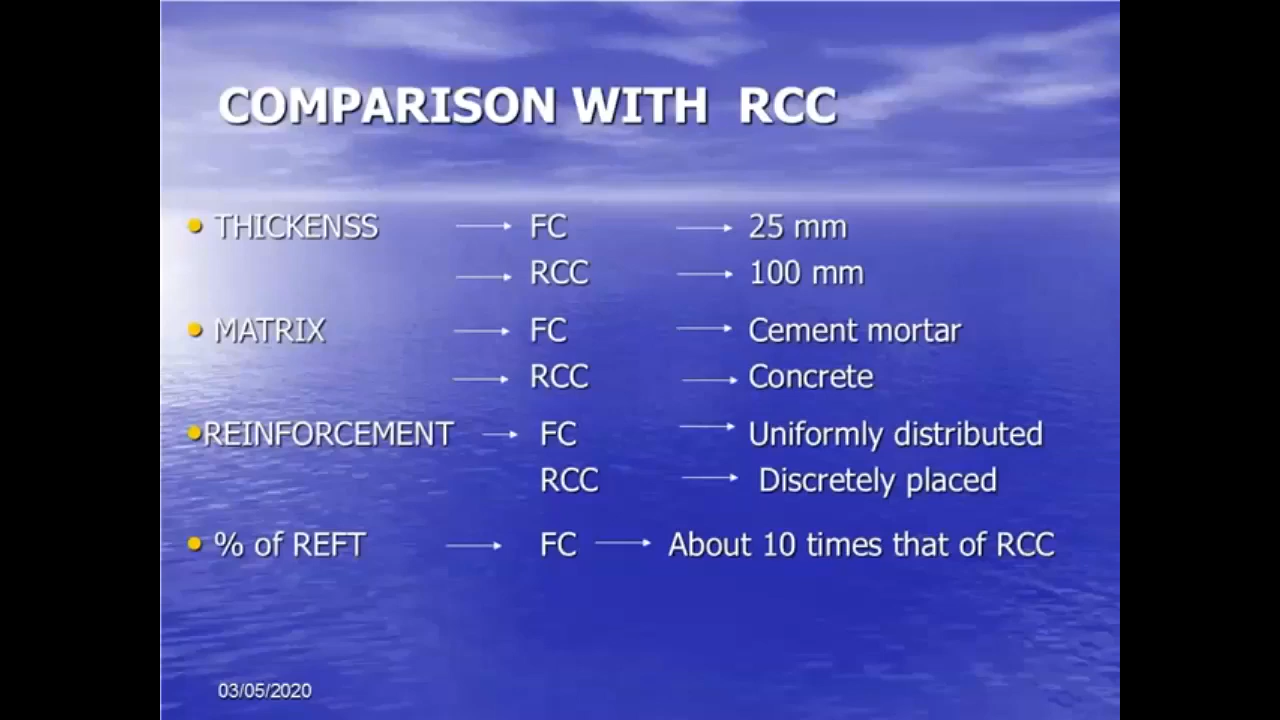 COMPARISON WITH RCC
• THICKENSS → FC → 25 mm
→ RCC → 100 mm
• MATRIX → FC → Cement mortar
→ RCC → Concrete
•REINFORCEMENT → FC → Uniformly distributed
RCC → Discretely placed
• % of REFT → FC → About 10 times that of RCC
03/05/2020